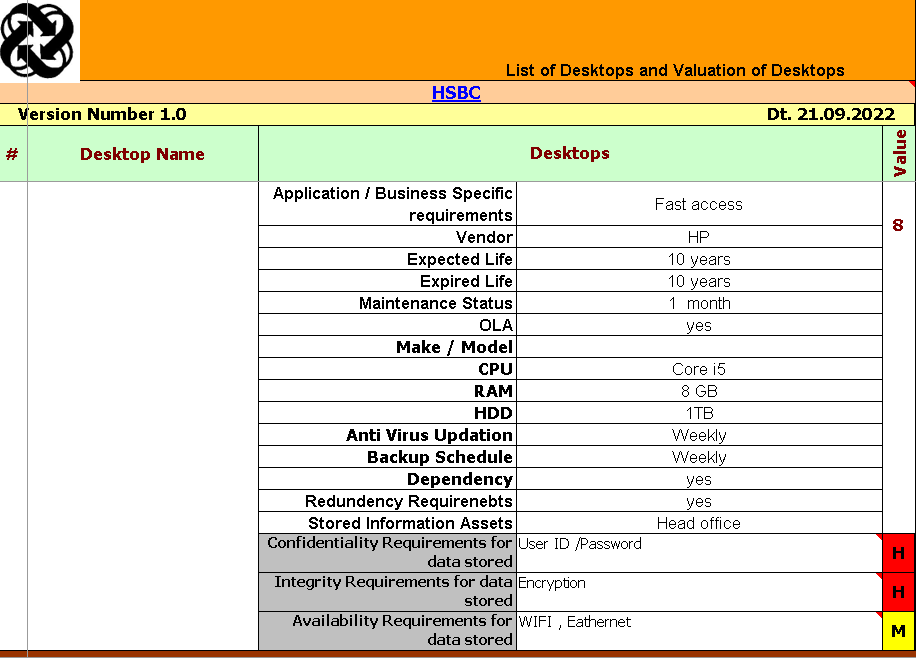 List of Desktops and Valuation of Desktops
HSBC
Version Number 1.0 Dt. 21.09.2022
# Desktop Name Desktops Value
Application / Business Specific
requirements Fast access 8
Vendor HP
Expected Life 10 years
Expired Life 10 years
Maintenance Status 1 month
OLA yes
Make / Model
CPU Core i5
RAM 8 GB
HDD 1TB
Anti Virus Updation Weekly
Backup Schedule Weekly
Dependency yes
Redundency Requirenebts yes
Stored Information Assets Head office
Confidentiality Requirements for User ID /Password H
data stored
Integrity Requirements for data Encryption H
stored
Availability Requirements for WIFI , Eathernet M
data stored